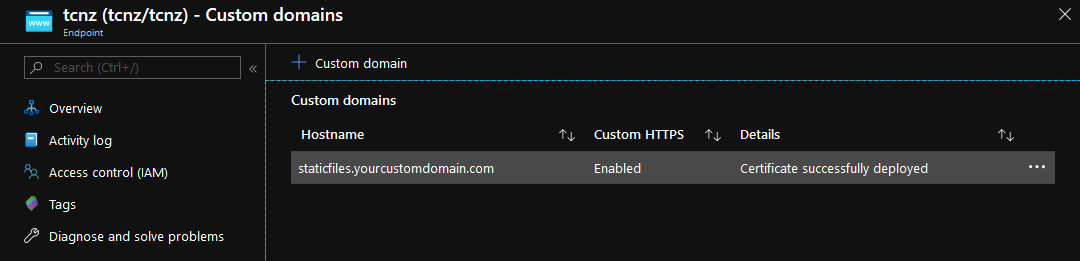 tcnz (tcnz/tcnz) - Custom domains
Endpoint
Search (Ctrl+/)
Overview
Activity log
Access control (IAM)
Tags
Diagnose and solve problems
Custom domain
Custom domains
Hostname Custom HTTPS Details
staticfiles.yourcustomdomain.com Enabled Certificate successfully deployed